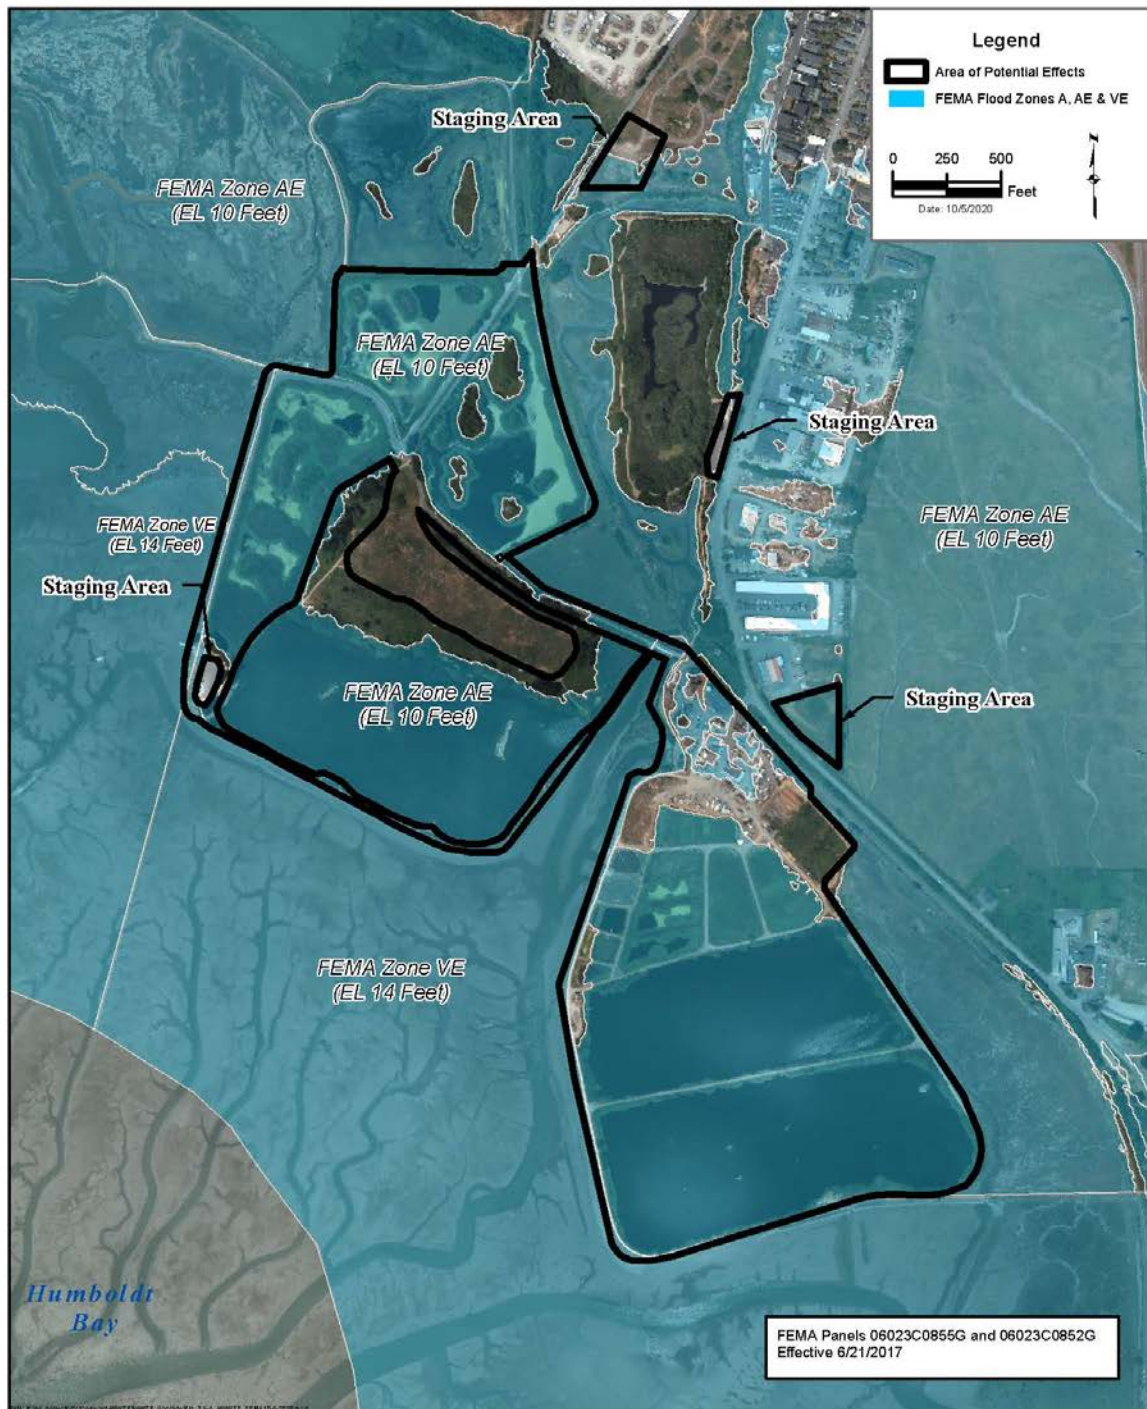 Legend
Area of Potential Effects
FEMA Flood Zones A, AE & VE
0 250 500
Feet
Date: 10/5/2020
N
Staging Area
FEMA Zone AE
(EL 10 Feet)
FEMA Zone AE
(EL 10 Feet)
Staging Area
FEMA Zone AE
(EL 10 Feet)
FEMA Zone VE
(EL 14 Feet)
Staging Area
FEMA Zone AE
(EL 10 Feet)
Staging Area
FEMA Zone VE
(EL 14 Feet)
Humboldt
Bay
FEMA Panels 06023C0855G and 06023C0852G
Effective 6/21/2017